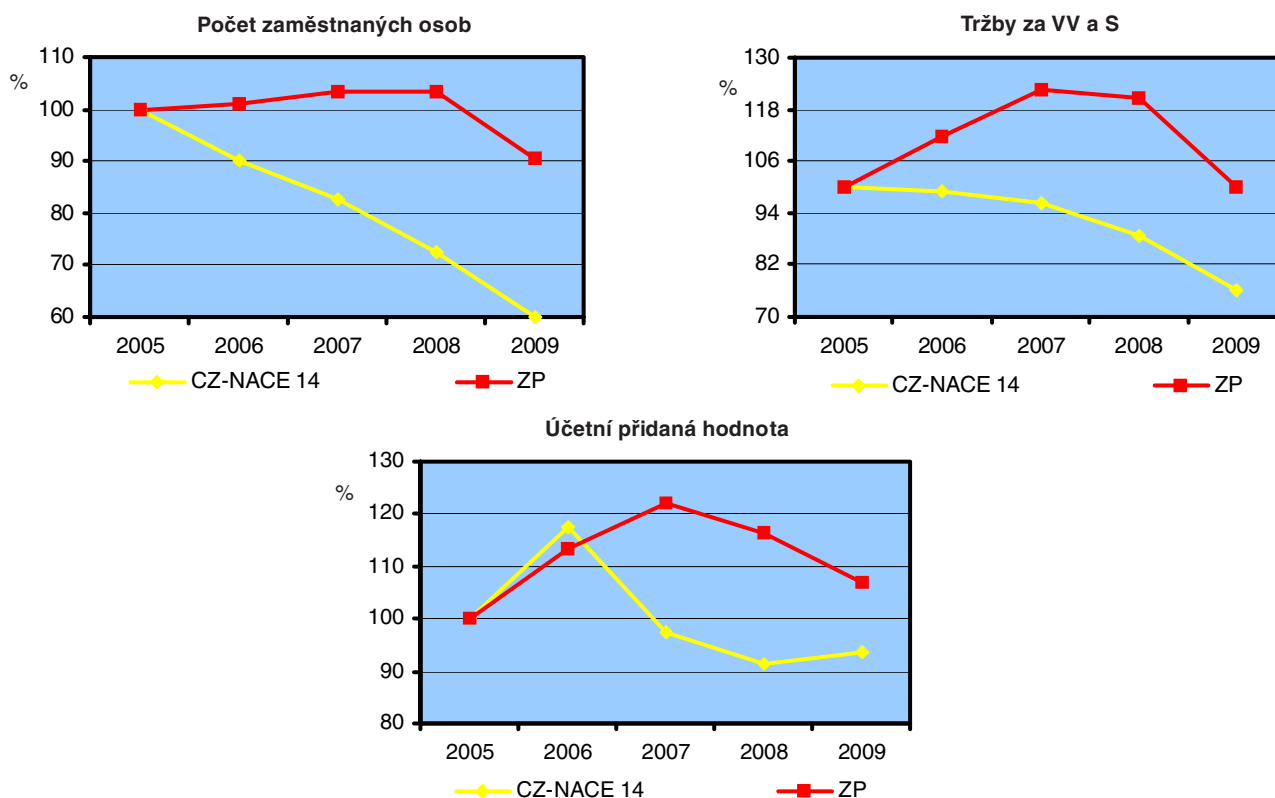 Počet zaměstnaných osob
%
110
100
90
80
70
60
2005 2006 2007 2008 2009
CZ-NACE 14 ZP
Tržby za VV a S
%
130
118
106
94
82
70
2005 2006 2007 2008 2009
CZ-NACE 14 ZP
Účetní přidaná hodnota
%
130
120
110
100
90
80
2005 2006 2007 2008 2009
CZ-NACE 14 ZP